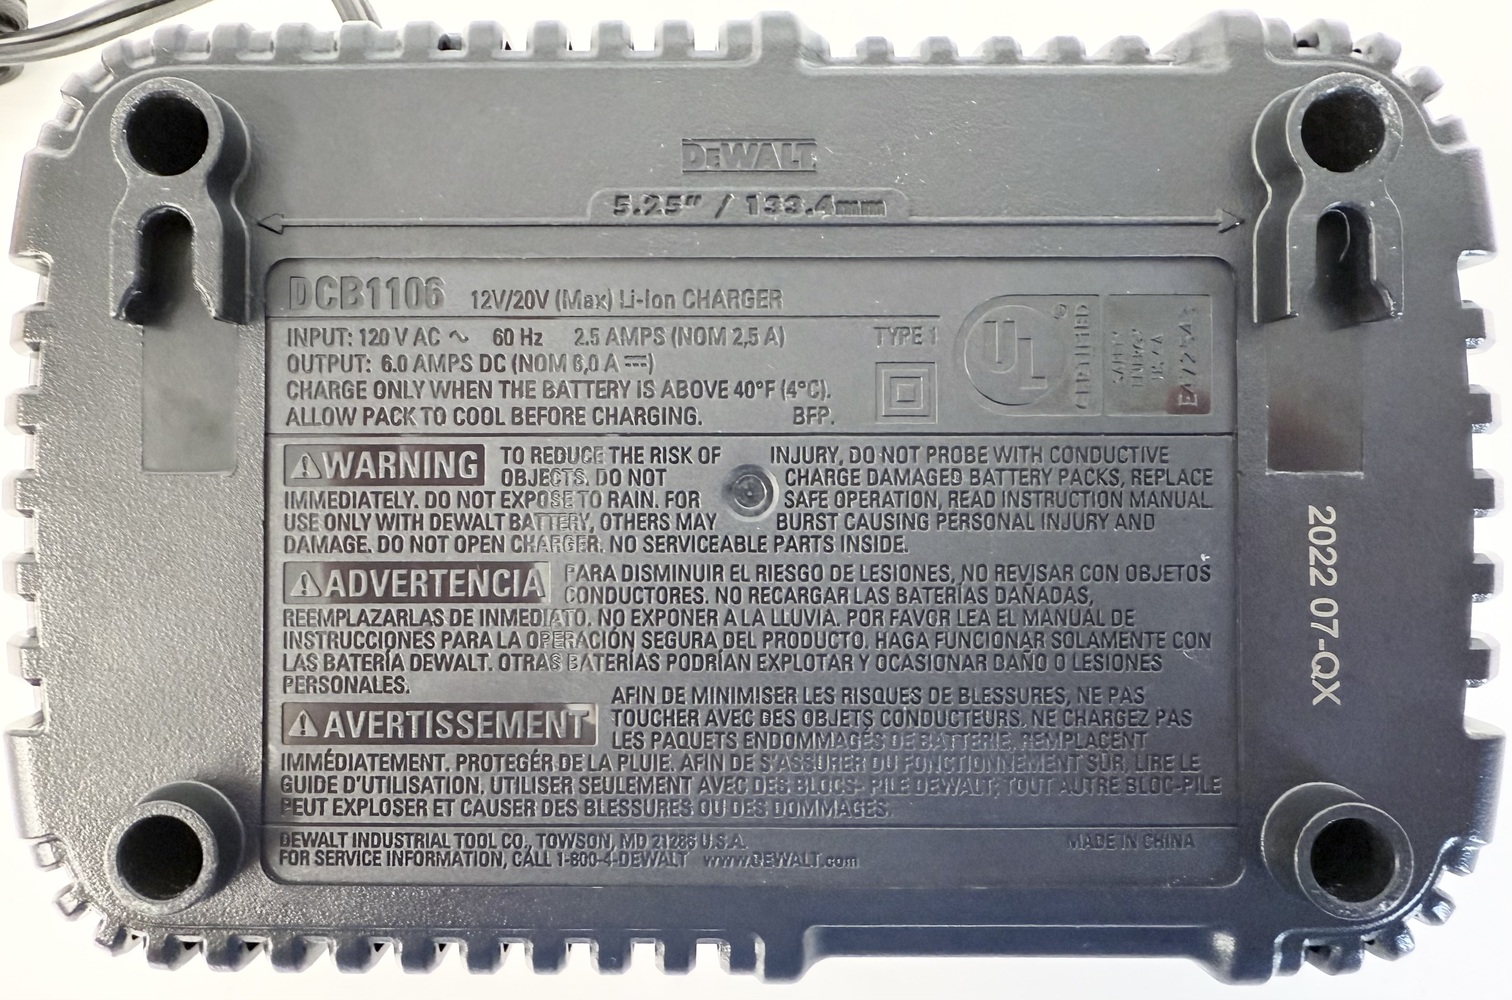 DEWALT
5.25" / 133.4mm
DCB1106 12V/20V (Max) Li-Ion CHARGER
INPUT: 120 V AC ∿ 60 Hz 2.5 AMPS (NOM 2,5 A)
TYPE 1
OUTPUT: 6.0 AMPS DC (NOM 6,0 A ⎓)
CHARGE ONLY WHEN THE BATTERY IS ABOVE 40°F (4°C).
ALLOW PACK TO COOL BEFORE CHARGING. BFP.
UL
®
CERTIFIED
SAFETY
US-CA
E472543
⚠WARNING TO REDUCE THE RISK OF INJURY, DO NOT PROBE WITH CONDUCTIVE
OBJECTS. DO NOT CHARGE DAMAGED BATTERY PACKS, REPLACE
IMMEDIATELY. DO NOT EXPOSE TO RAIN. FOR SAFE OPERATION, READ INSTRUCTION MANUAL.
USE ONLY WITH DEWALT BATTERY, OTHERS MAY BURST CAUSING PERSONAL INJURY AND
DAMAGE. DO NOT OPEN CHARGER. NO SERVICEABLE PARTS INSIDE.
⚠ADVERTENCIA PARA DISMINUIR EL RIESGO DE LESIONES, NO REVISAR CON OBJETOS
CONDUCTORES. NO RECARGAR LAS BATERÍAS DAÑADAS,
REEMPLAZARLAS DE INMEDIATO. NO EXPONER A LA LLUVIA. POR FAVOR LEA EL MANUAL DE
INSTRUCCIONES PARA LA OPERACIÓN SEGURA DEL PRODUCTO. HAGA FUNCIONAR SOLAMENTE CON
LAS BATERÍA DEWALT. OTRAS BATERÍAS PODRÍAN EXPLOTAR Y OCASIONAR DAÑO O LESIONES
PERSONALES.
⚠AVERTISSEMENT AFIN DE MINIMISER LES RISQUES DE BLESSURES, NE PAS
TOUCHER AVEC DES OBJETS CONDUCTEURS. NE CHARGEZ PAS
LES PAQUETS ENDOMMAGÉS DE BATTERIE, REMPLACENT
IMMÉDIATEMENT. PROTEGÉR DE LA PLUIE. AFIN DE S'ASSURER DU FONCTIONNEMENT SUR, LIRE LE
GUIDE D'UTILISATION. UTILISER SEULEMENT AVEC DES BLOCS- PILE DEWALT; TOUT AUTRE BLOC-PILE
PEUT EXPLOSER ET CAUSER DES BLESSURES OU DES DOMMAGES.
DEWALT INDUSTRIAL TOOL CO., TOWSON, MD 21286 U.S.A.
MADE IN CHINA
FOR SERVICE INFORMATION, CALL 1-800-4-DEWALT www.DEWALT.com
2022 07-QX